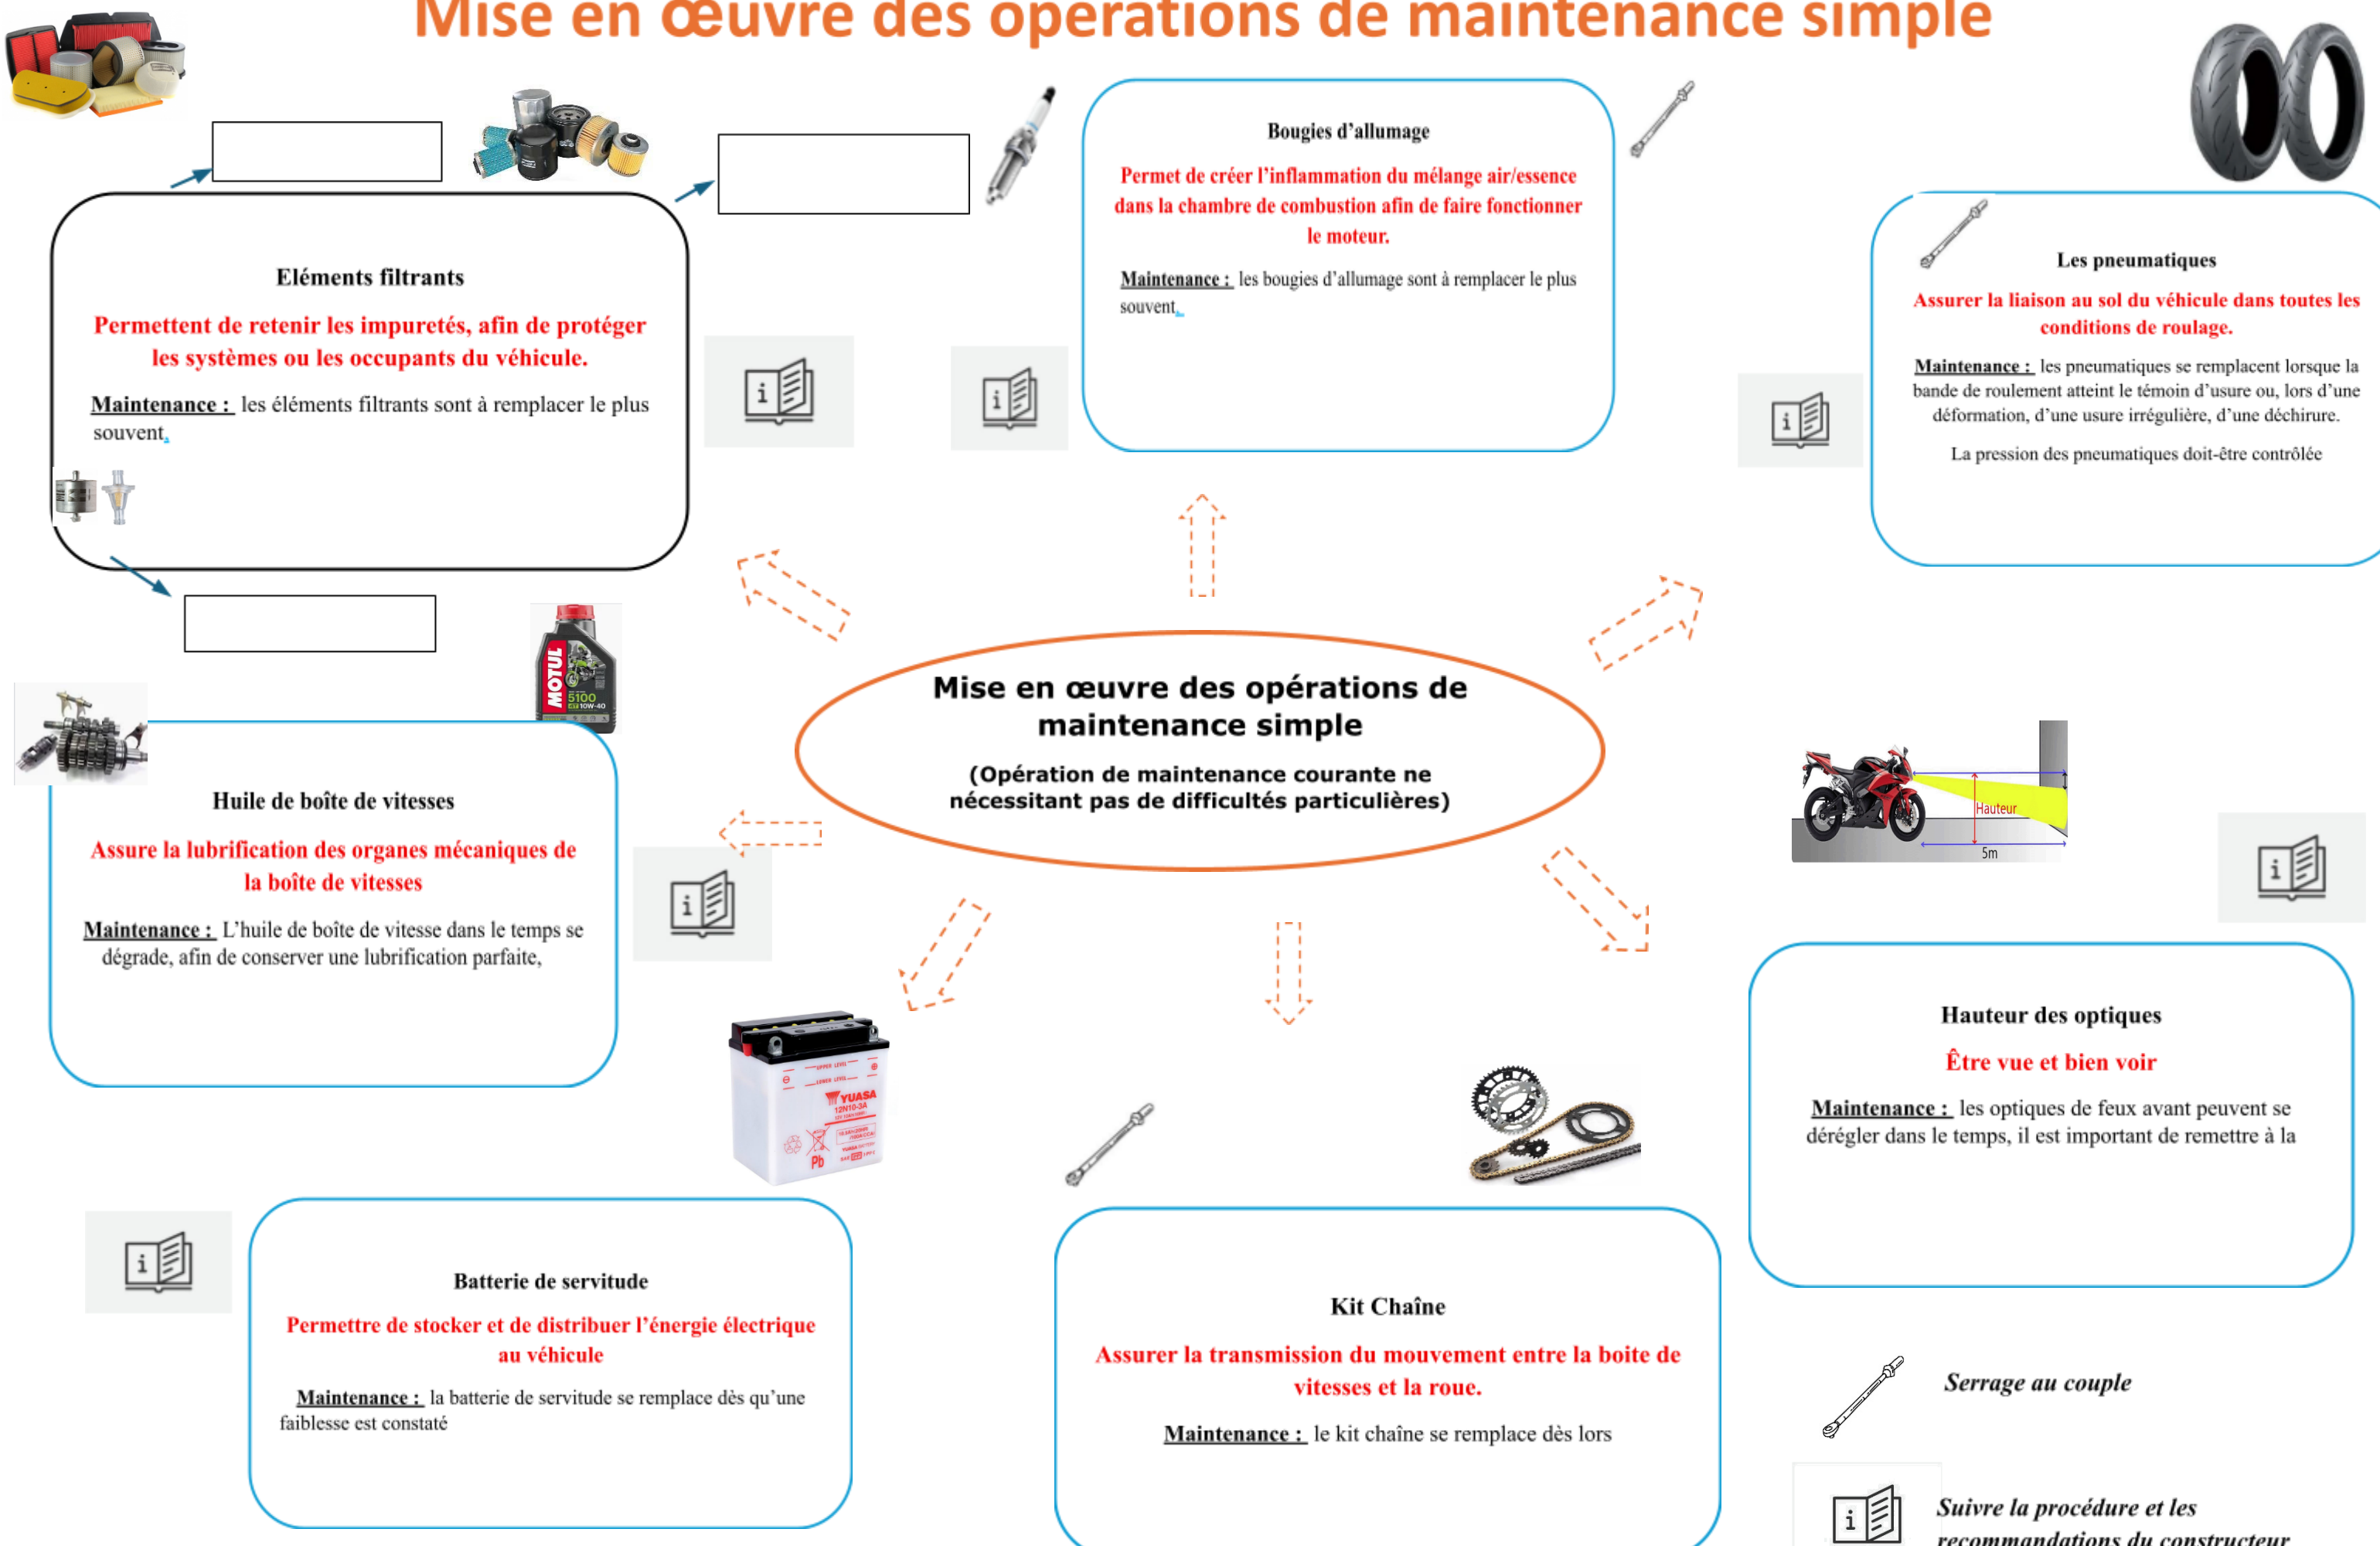 Mise en œuvre des opérations de maintenance simple
Bougies d'allumage
Permet de créer l'inflammation du mélange air/essence
dans la chambre de combustion afin de faire fonctionner
le moteur.
Maintenance : les bougies d'allumage sont à remplacer le plus
souvent.
Eléments filtrants
Permettent de retenir les impuretés, afin de protéger
les systèmes ou les occupants du véhicule.
Maintenance : les éléments filtrants sont à remplacer le plus
souvent.
Les pneumatiques
Assurer la liaison au sol du véhicule dans toutes les
conditions de roulage.
Maintenance : les pneumatiques se remplacent lorsque la
bande de roulement atteint le témoin d'usure ou, lors d'une
déformation, d'une usure irrégulière, d'une déchirure.
La pression des pneumatiques doit-être contrôlée
MOTUL
5100
4T 10W-40
Mise en œuvre des opérations de
maintenance simple
(Opération de maintenance courante ne
nécessitant pas de difficultés particulières)
Huile de boîte de vitesses
Assure la lubrification des organes mécaniques de
la boîte de vitesses
Maintenance : L'huile de boîte de vitesse dans le temps se
dégrade, afin de conserver une lubrification parfaite,
Hauteur
5m
Hauteur des optiques
Être vue et bien voir
Maintenance : les optiques de feux avant peuvent se
dérégler dans le temps, il est important de remettre à la
UPPER LEVEL
LOWER LEVEL
YUASA
12N10-3A
Pb
Batterie de servitude
Permettre de stocker et de distribuer l'énergie électrique
au véhicule
Maintenance : la batterie de servitude se remplace dès qu'une
faiblesse est constaté
Kit Chaîne
Assurer la transmission du mouvement entre la boite de
vitesses et la roue.
Maintenance : le kit chaîne se remplace dès lors
Serrage au couple
Suivre la procédure et les
recommandations du constructeur